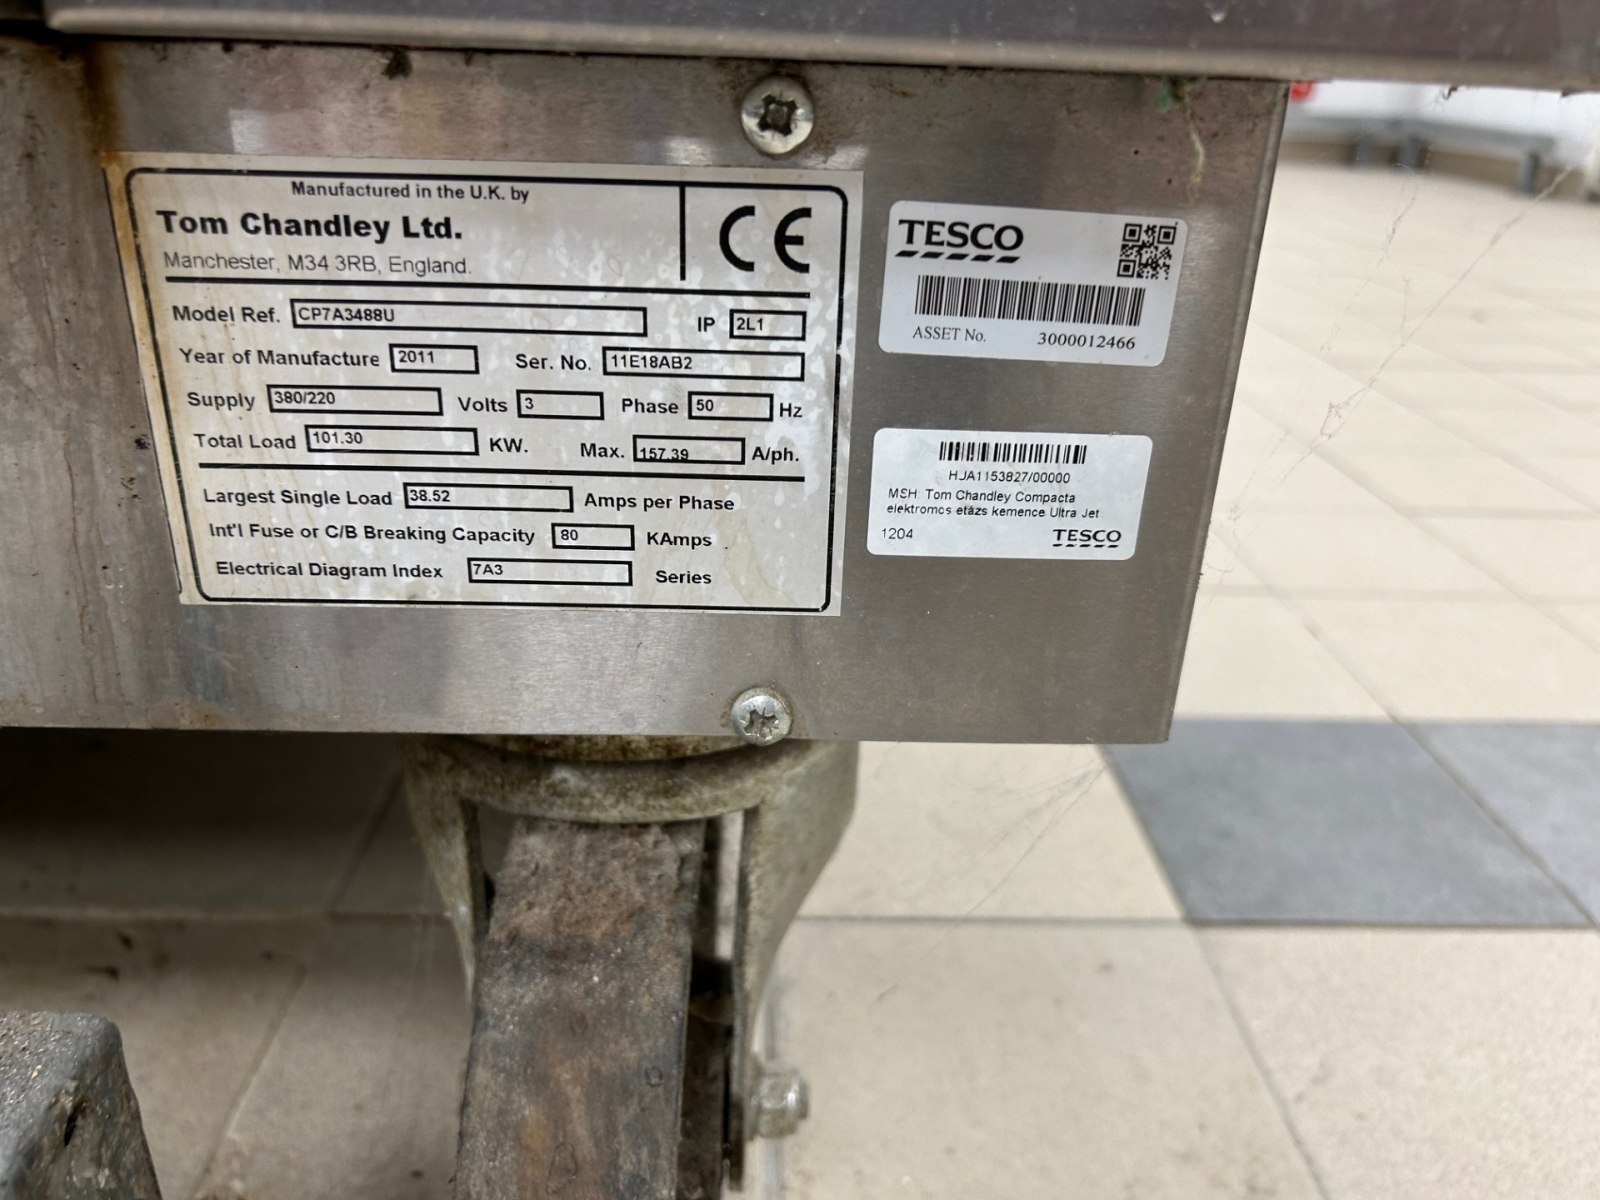 Manufactured in the U.K. by
Tom Chandley Ltd.
Manchester, M34 3RB, England.
CE
Model Ref. CP7A3488U IP 2L1
Year of Manufacture 2011 Ser. No. 11E18AB2
Supply 380/220 Volts 3 Phase 50 Hz
Total Load 101.30 KW. Max. 157.39 A/ph.
Largest Single Load 38.52 Amps per Phase
Int'l Fuse or C/B Breaking Capacity 80 KAmps
Electrical Diagram Index 7A3 Series
TESCO
ASSET No. 3000012466
HJA1153827/00000
MSH: Tom Chandley Compacta
elektromos etázs kemence Ultra Jet
1204 TESCO